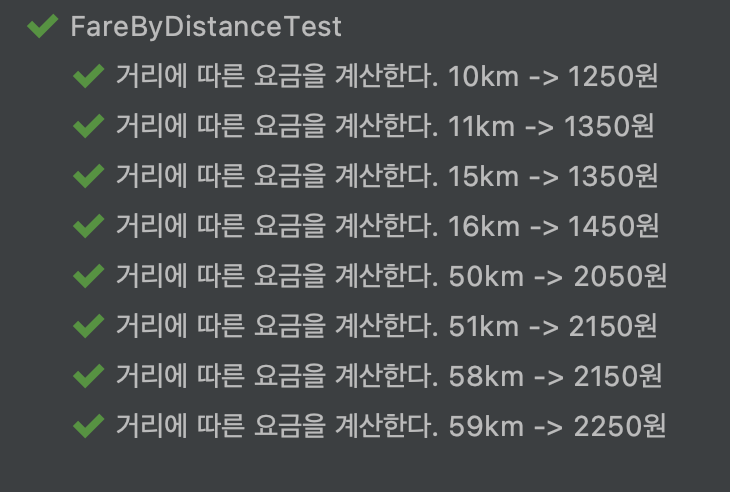 FareByDistanceTest
거리에 따른 요금을 계산한다. 10km -> 1250원
거리에 따른 요금을 계산한다. 11km -> 1350원
거리에 따른 요금을 계산한다. 15km -> 1350원
거리에 따른 요금을 계산한다. 16km -> 1450원
거리에 따른 요금을 계산한다. 50km -> 2050원
거리에 따른 요금을 계산한다. 51km -> 2150원
거리에 따른 요금을 계산한다. 58km -> 2150원
거리에 따른 요금을 계산한다. 59km -> 2250원